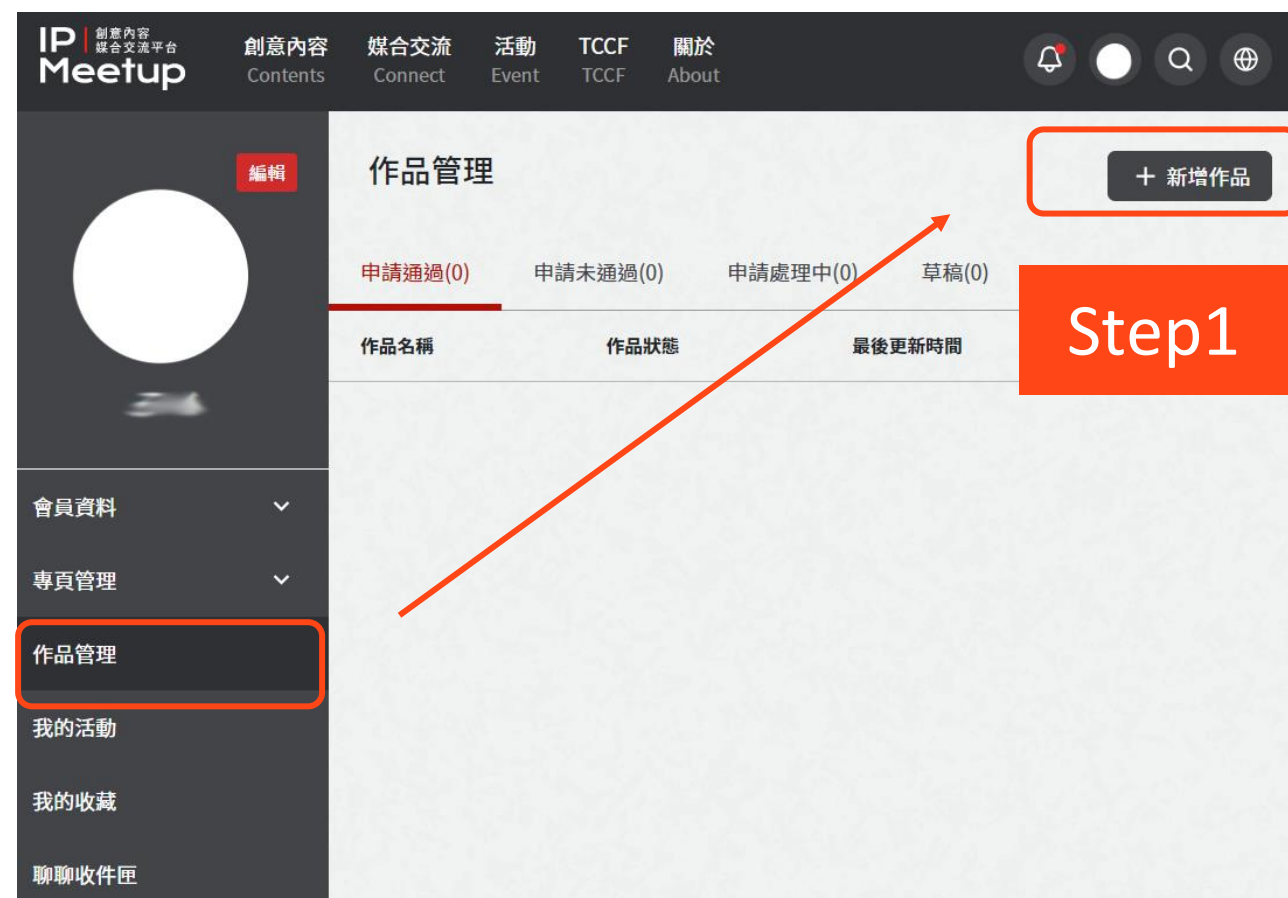 IP 創意內容
媒合交流平台
Meetup
創意內容 媒合交流 活動 TCCF 關於
Contents Connect Event TCCF About
編輯
作品管理
＋ 新增作品
申請通過(0) 申請未通過(0) 申請處理中(0) 草稿(0)
Step1
作品名稱 作品狀態 最後更新時間
會員資料
專頁管理
作品管理
我的活動
我的收藏
聊聊收件匣